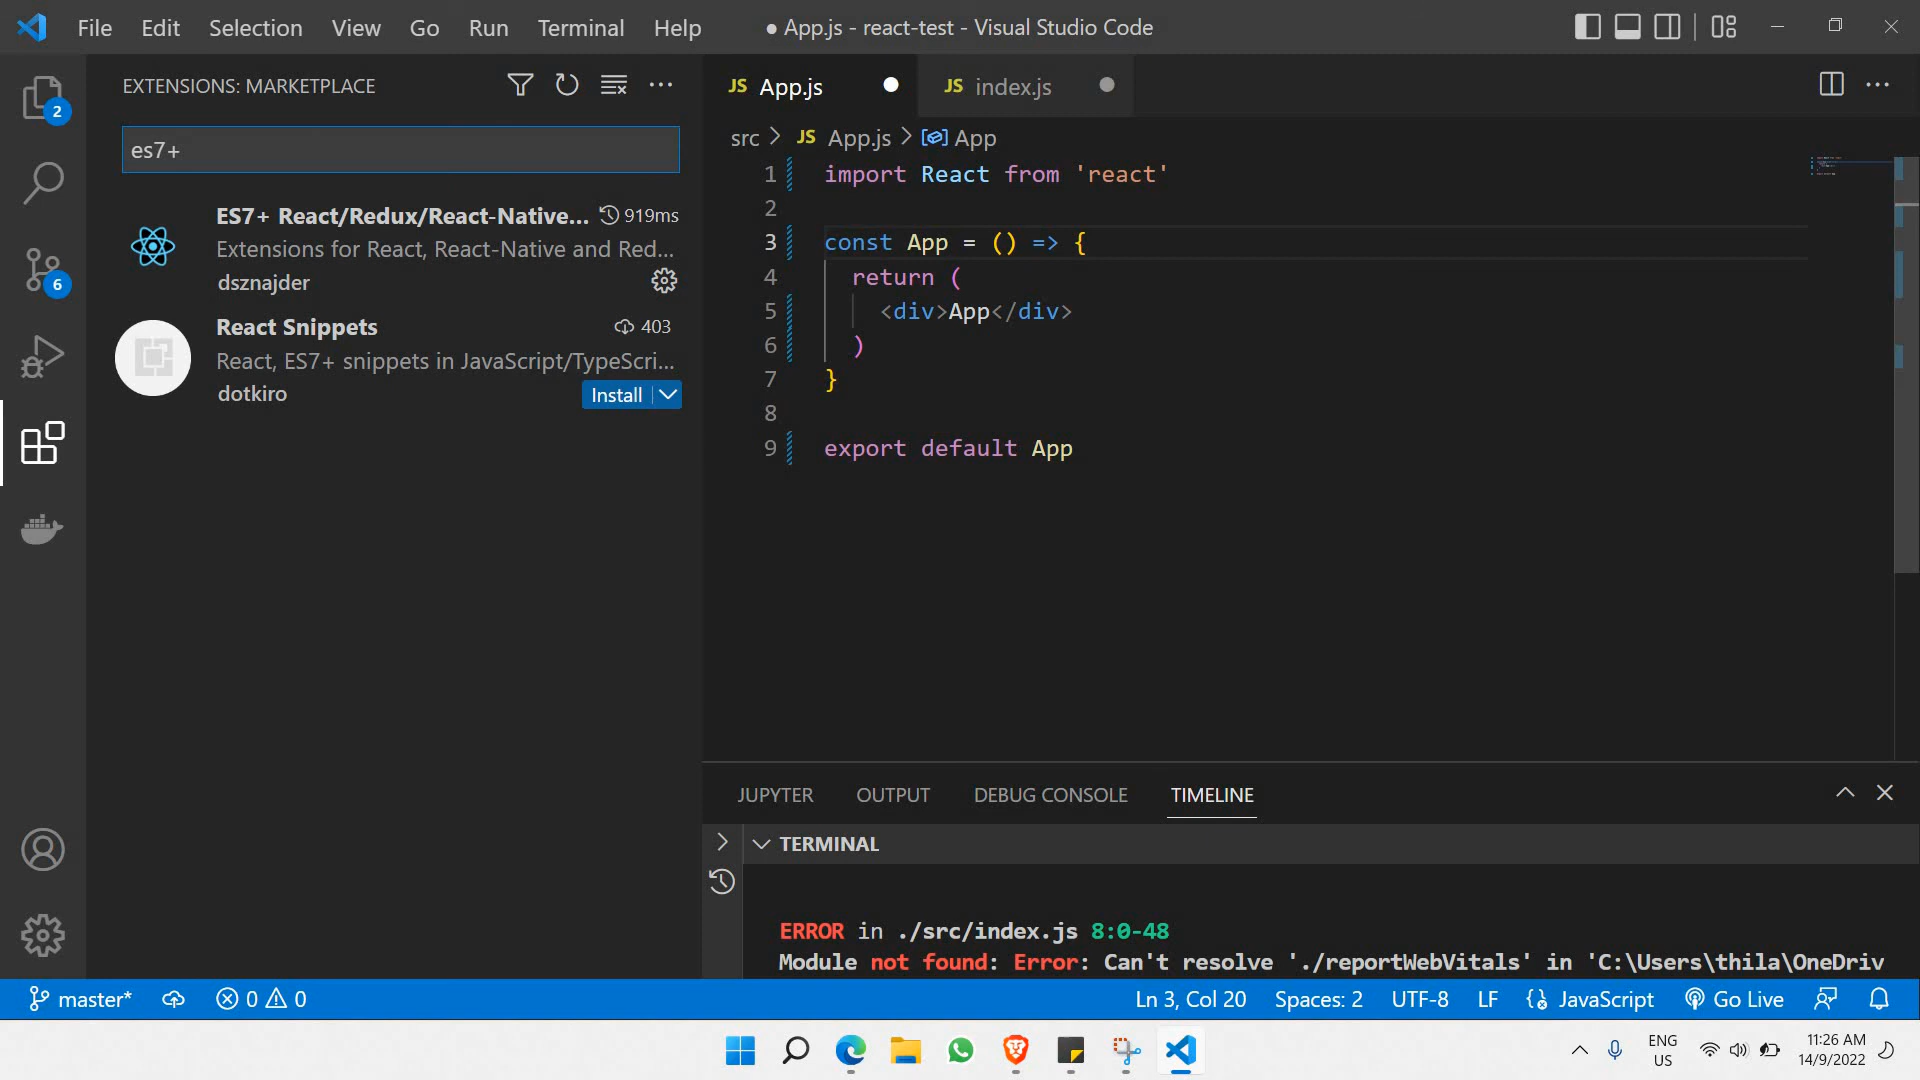 File Edit Selection View Go Run Terminal Help
● App.js - react-test - Visual Studio Code
EXTENSIONS: MARKETPLACE
es7+
ES7+ React/Redux/React-Native... 919ms
Extensions for React, React-Native and Red...
dsznajder
React Snippets 403
React, ES7+ snippets in JavaScript/TypeScri...
dotkiro Install
2
6
JS App.js
JS index.js
src > JS App.js > App
1 import React from 'react'
2
3 const App = () => {
4 return (
5 <div>App</div>
6 )
7 }
8
9 export default App
JUPYTER OUTPUT DEBUG CONSOLE TIMELINE
TERMINAL
ERROR in ./src/index.js 8:0-48
Module not found: Error: Can't resolve './reportWebVitals' in 'C:\Users\thila\OneDriv
master* 0 0
Ln 3, Col 20 Spaces: 2 UTF-8 LF JavaScript Go Live
ENG
US
11:26 AM
14/9/2022